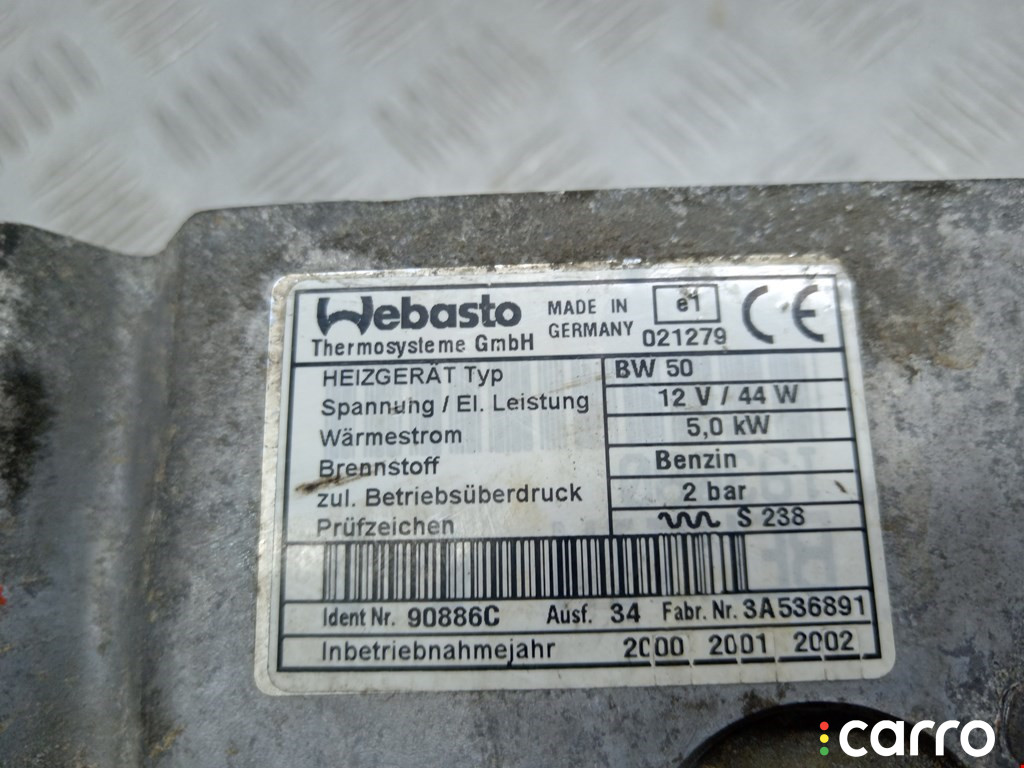 Webasto
Thermosysteme GmbH
MADE IN
GERMANY
e1
021279
CE
HEIZGERÄT Typ BW 50
Spannung / El. Leistung 12 V / 44 W
Wärmestrom 5,0 kW
Brennstoff Benzin
zul. Betriebsüberdruck 2 bar
Prüfzeichen S 238
Ident Nr. 90886C Ausf. 34 Fabr. Nr. 3A536891
Inbetriebnahmejahr 2000 2001 2002
carro